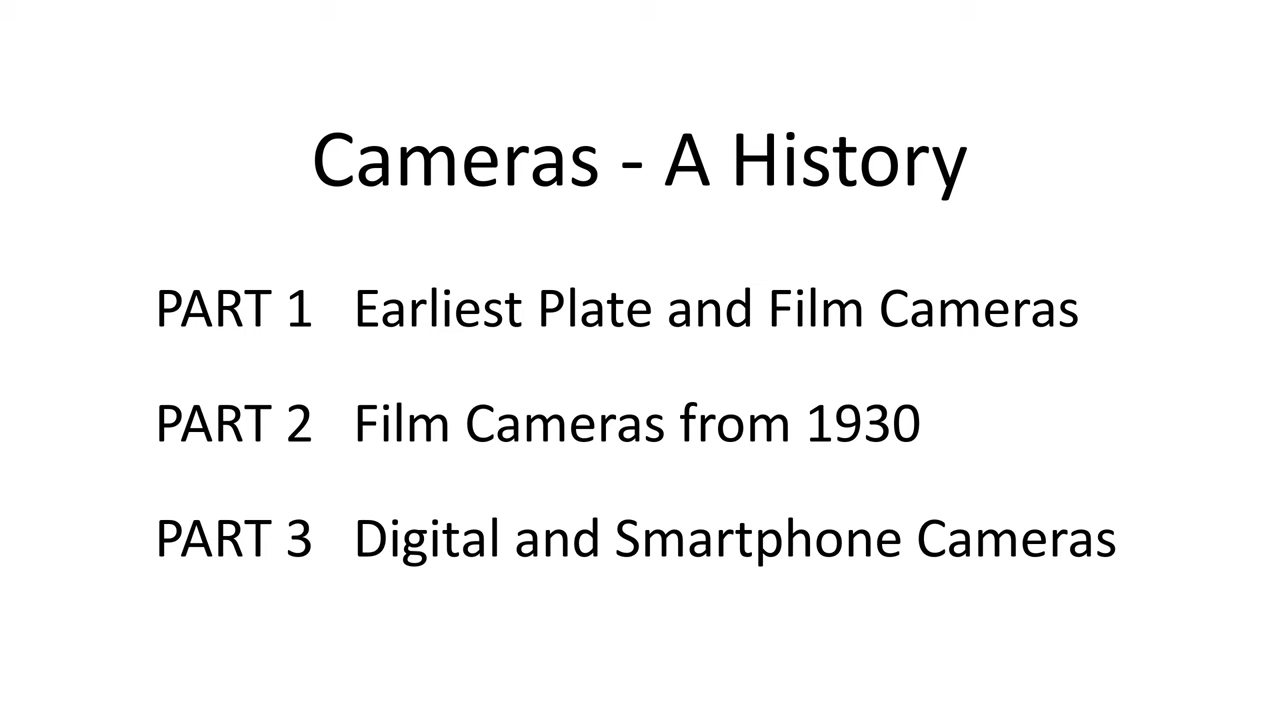 Cameras - A History
PART 1 Earliest Plate and Film Cameras
PART 2 Film Cameras from 1930
PART 3 Digital and Smartphone Cameras